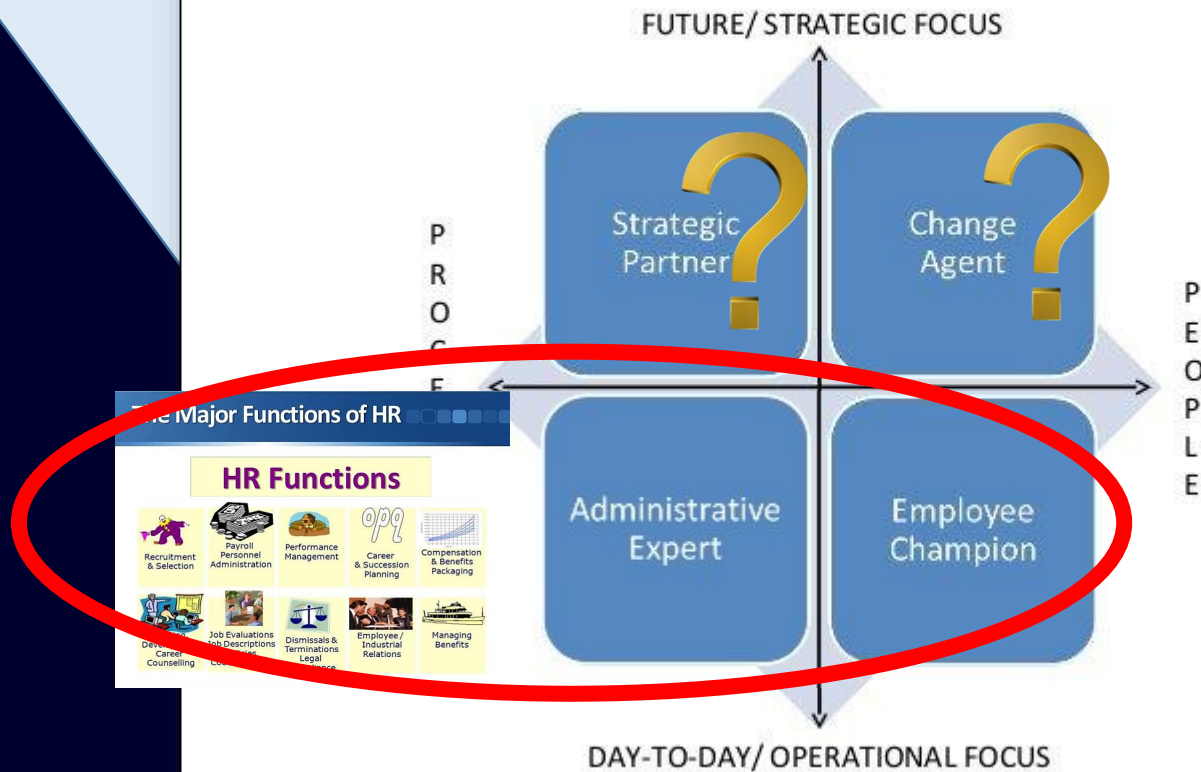 FUTURE/ STRATEGIC FOCUS
Strategic
Partner
Change
Agent
P
R
O
P
E
O
P
L
E
Major Functions of HR
HR Functions
Recruitment
& Selection
Payroll
Personnel
Administration
Performance
Management
opq
Career
& Succession
Planning
Compensation
& Benefits
Packaging
Career
Counselling
Job Evaluations
Job Descriptions
Dismissals &
Terminations
Legal
Employee /
Industrial
Relations
Managing
Benefits
Administrative
Expert
Employee
Champion
DAY-TO-DAY/ OPERATIONAL FOCUS